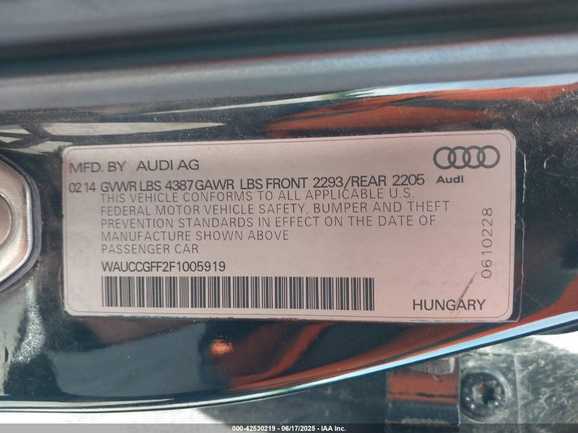 MFD. BY AUDI AG
02 14 GVWR LBS 4387 GAWR LBS FRONT 2293/REAR 2205
Audi
THIS VEHICLE CONFORMS TO ALL APPLICABLE U.S.
FEDERAL MOTOR VEHICLE SAFETY, BUMPER AND THEFT
PREVENTION STANDARDS IN EFFECT ON THE DATE OF
MANUFACTURE SHOWN ABOVE
PASSENGER CAR
WAUCCGFF2F1005919
HUNGARY
0610228
000-42530219 - 06/17/2025 - IAA Inc.